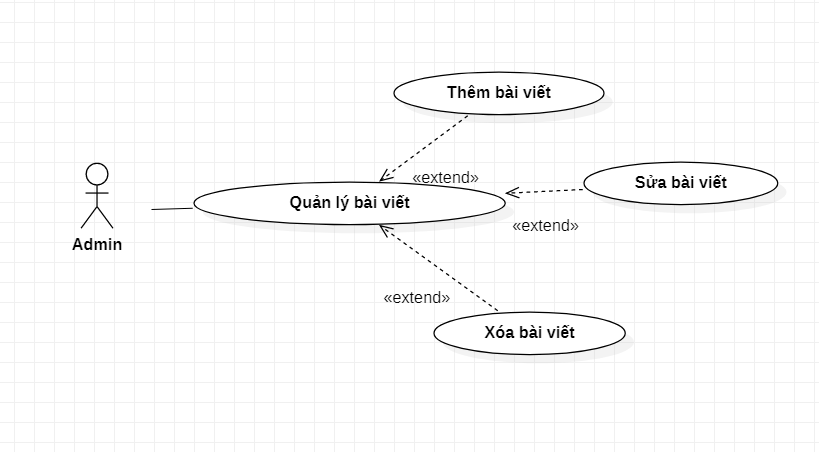 Thêm bài viết
«extend»
Sửa bài viết
Quản lý bài viết
«extend»
Admin
«extend»
Xóa bài viết